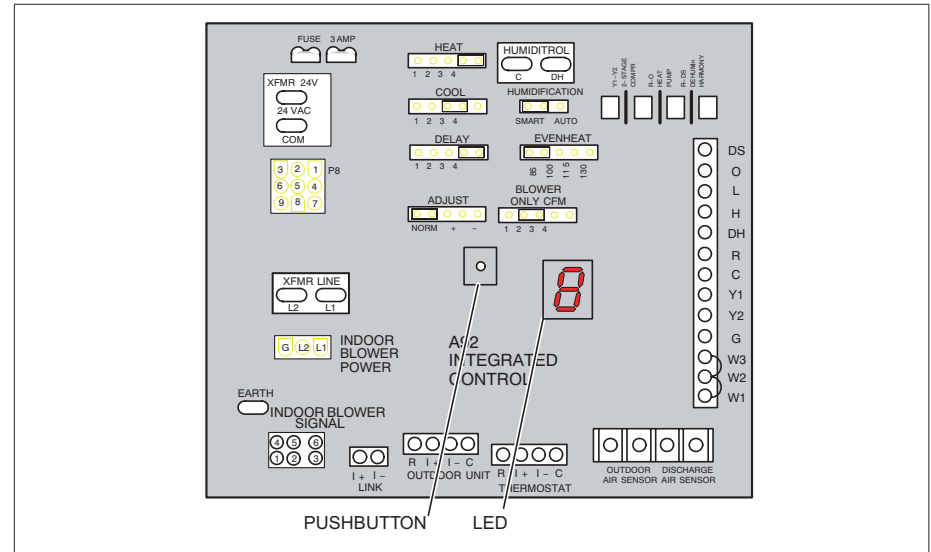 FUSE 3 AMP
HEAT
1 2 3 4
HUMIDITROL
C DH
XFMR 24V
24 VAC
COM
COOL
1 2 3 4
HUMIDIFICATION
SMART AUTO
Y1-Y2
2-STAGE
COMPR
R-O
HEAT
PUMP
R-DS
DEHUM
HARMONY
DELAY
1 2 3 4
EVENHEAT
85 100 11 5 130
3 2 1
6 5 4
9 8 7
P8
ADJUST
NORM + −
BLOWER
ONLY CFM
1 2 3 4
DS
O
L
H
DH
R
C
Y1
Y2
G
W3
W2
W1
XFMR LINE
L2 L1
8
G L2 L1
INDOOR
BLOWER
POWER
AS2
INTEGRATED
CONTROL
EARTH
INDOOR BLOWER
SIGNAL
4 5 6
1 2 3
I + I −
LINK
R I + I − C
OUTDOOR UNIT
R I + I − C
THERMOSTAT
OUTDOOR
AIR SENSOR
DISCHARGE
AIR SENSOR
PUSHBUTTON
LED